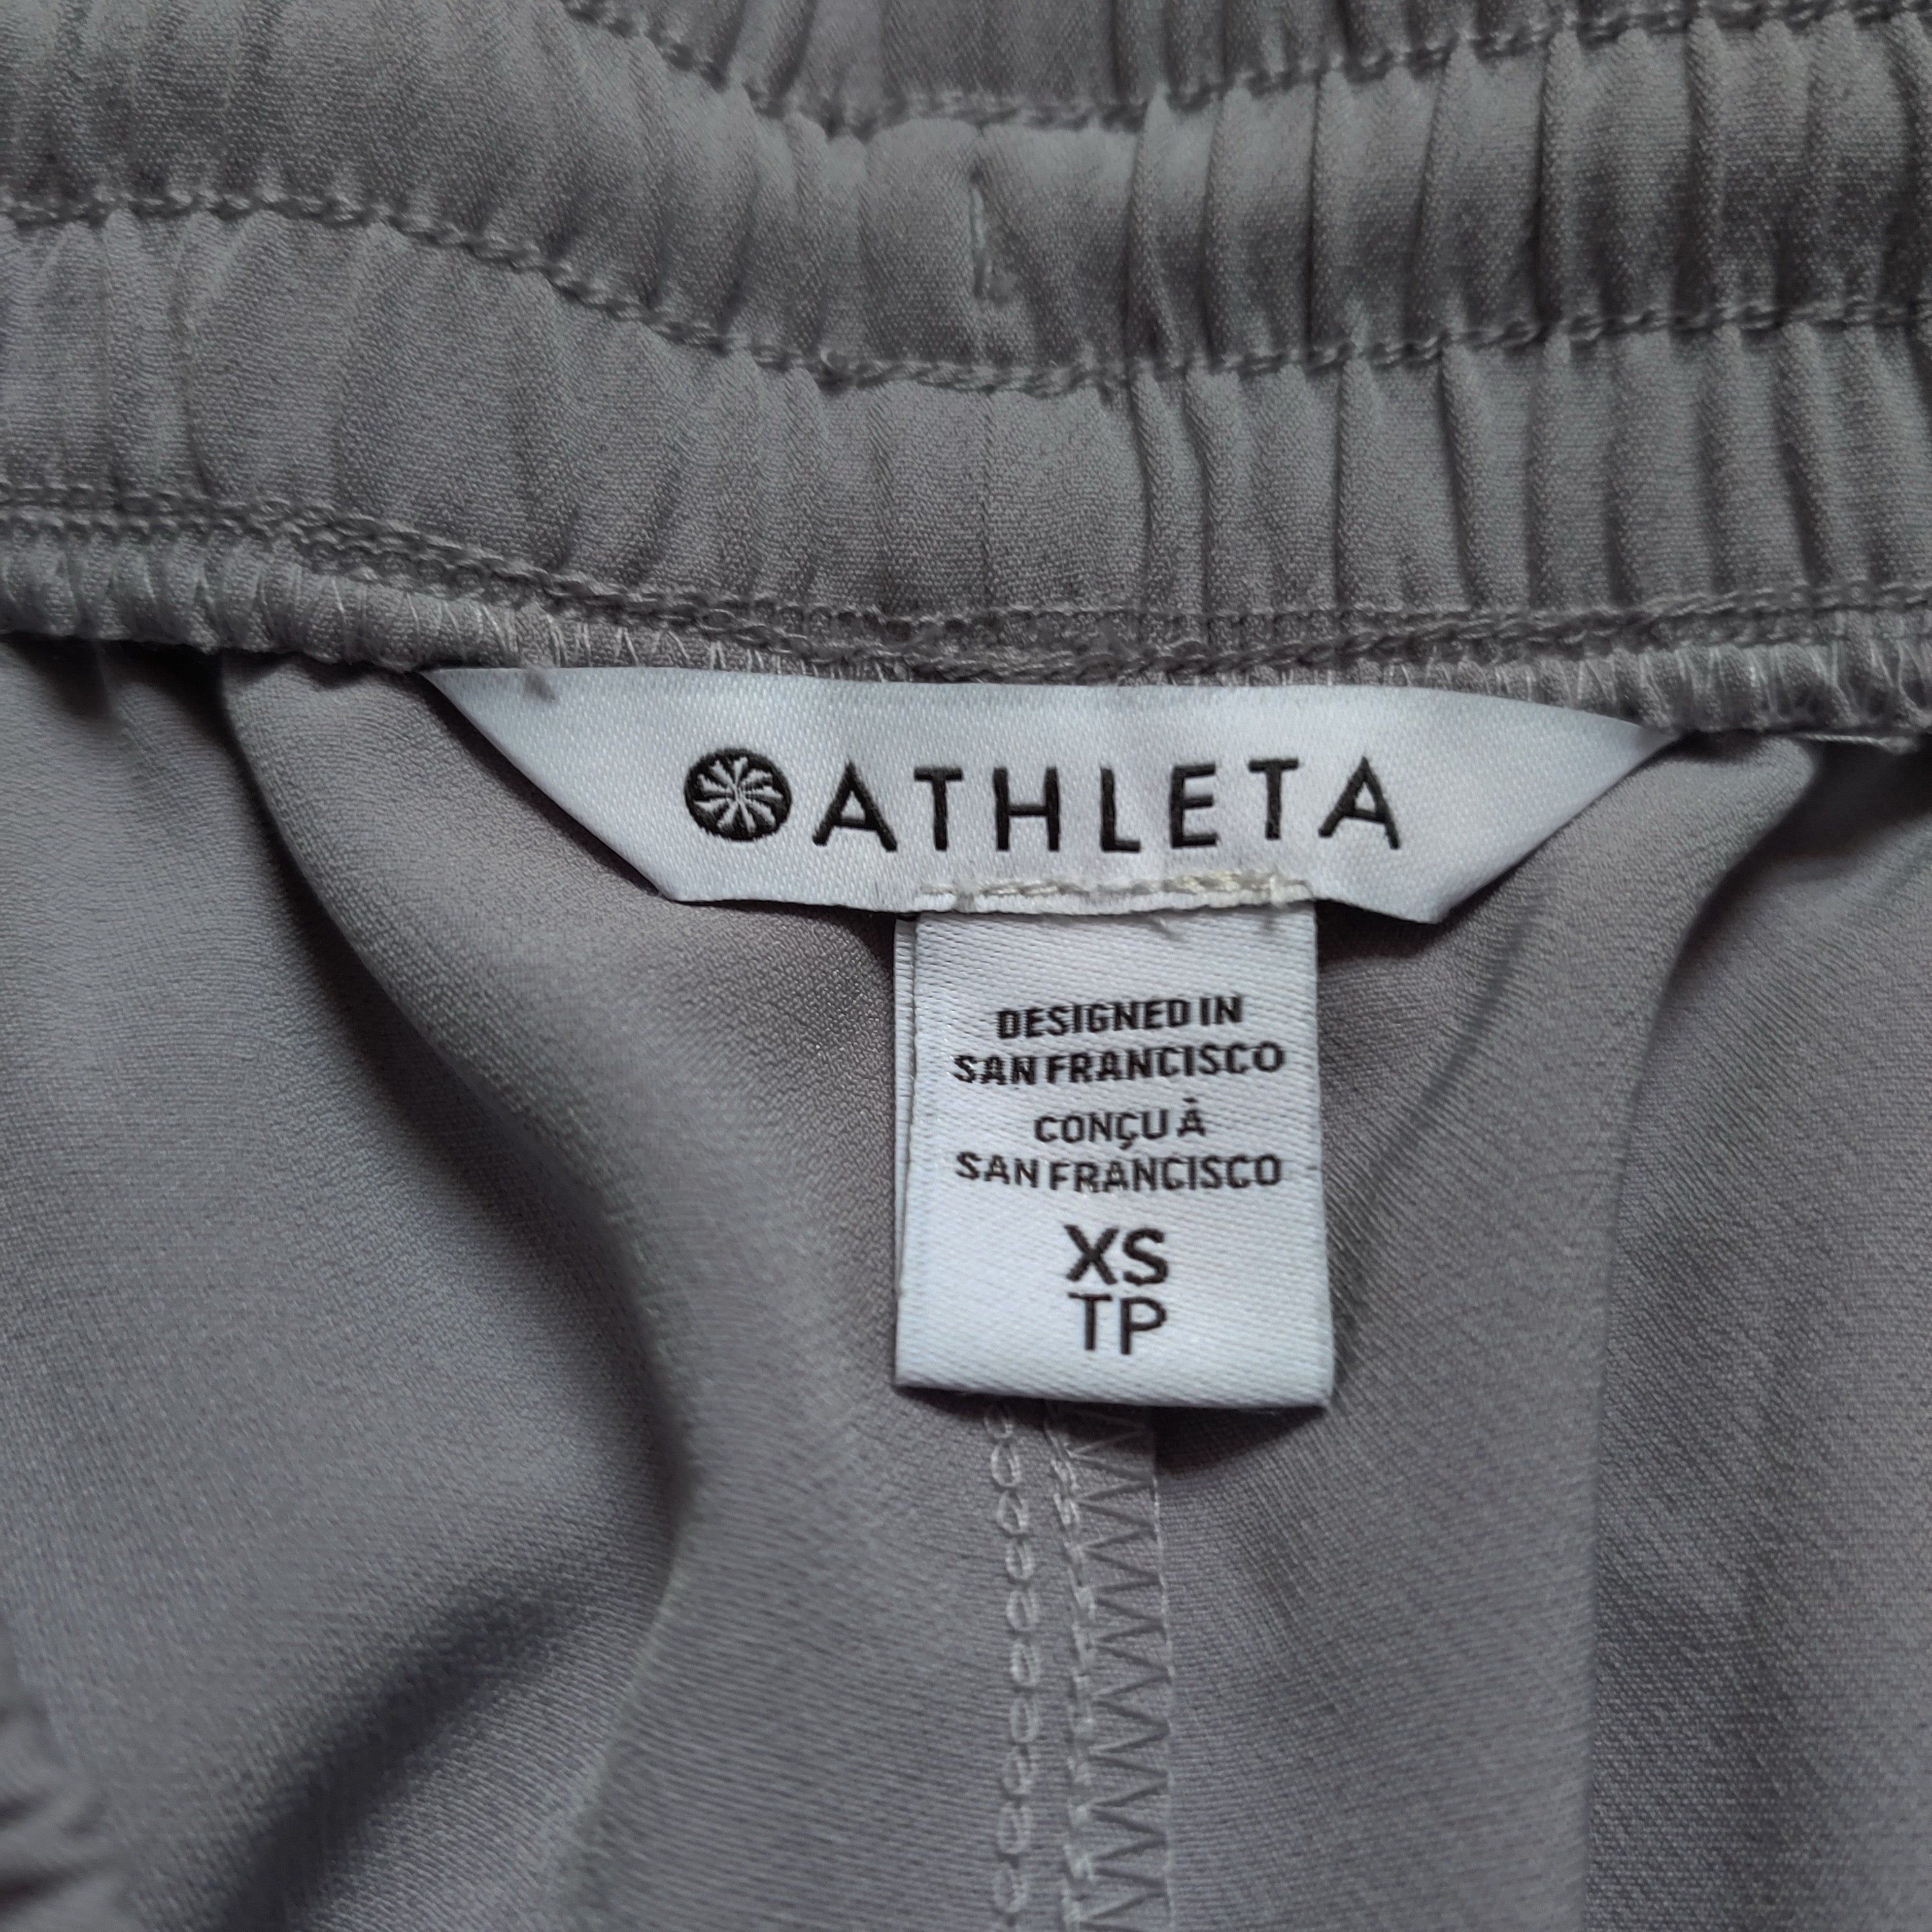 ATHLETA
DESIGNED IN
SAN FRANCISCO
CONÇU À
SAN FRANCISCO
XS
TP